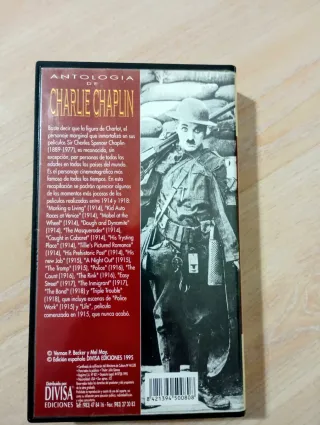 ANTOLOGIA
DE
CHARLIE CHAPLIN
Basta decir que la figura de Charlot, el
personaje marginal que inmortalizó en sus
películas Sir Charles Spencer Chaplin
(1889-1977), es reconocida, sin
excepción, por personas de todas las
edades en todos los países del mundo.
Es el personaje cinematográfico más
famoso de todos los tiempos. En esta
recopilación se podrán apreciar algunos
de los momentos más jocosos de las
películas realizadas entre 1914 y 1918:
"Making a Living" (1914), "Kid Auto
Races at Venice" (1914), "Mabel at the
Wheel" (1914), "Dough and Dynamite"
(1914), "The Masquerader" (1914),
"Caught in Cabaret" (1914), "His Trysting
Place" (1914), "Tillie's Pictured Romance"
(1914), "His Prehistoric Past" (1914), "His
new Job" (1915), "A Night Out" (1915),
"The Tramp" (1915), "Police" (1916), "The
Count" (1916), "The Rink" (1916), "Easy
Street" (1917), "The Inmigrant" (1917),
"The Bond" (1918) y "Triple Trouble"
(1918), que incluye escenas de "Police
Work" (1915) y "Life", película
comenzada en 1915, que nunca acabó.
© Vernon P. Becker y Mel May.
© Edición española DIVISA EDICIONES 1995
Distribuido por:
DIVISA
EDICIONES
8 421394 500808